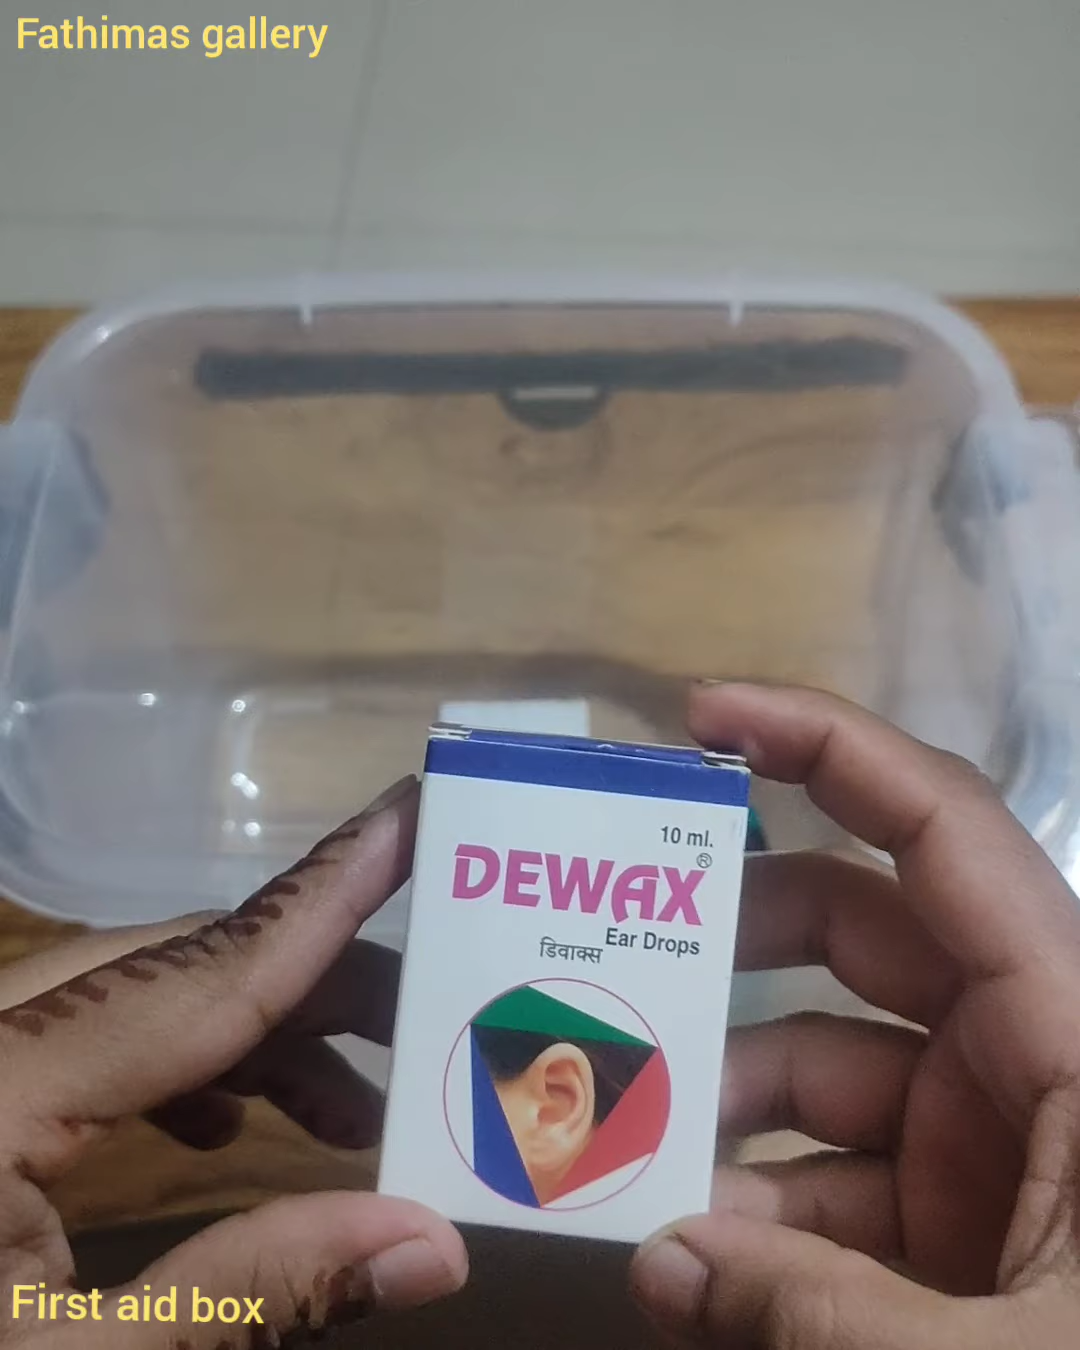 Fathimas gallery
10 ml.
DEWAX®
Ear Drops
डिवाक्स
First aid box